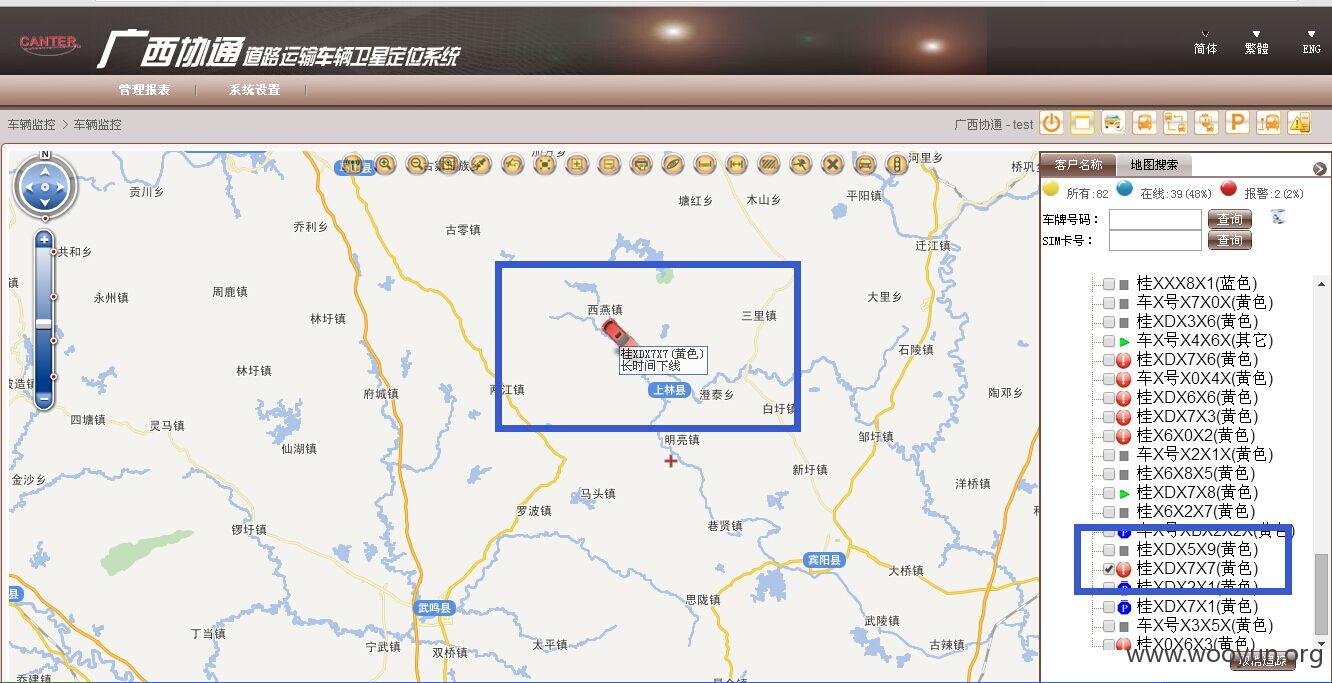 CANTER.
广西协通道路运输车辆卫星定位系统
简体 繁體 ENG
管理报表 系统设置
车辆监控 > 车辆监控
广西协通 - test
N
贡川乡
河里乡
桥巩
平阳镇
塘红乡
木山乡
乔利乡
古零镇
迁江镇
共和乡
镇
永州镇
周鹿镇
大里乡
林圩镇
西燕镇
三里镇
石陵镇
桂XDX7X7(黄色)
长时间下线
林圩镇
府城镇
两江镇
上林县
澄泰乡
陶邓乡
白圩镇
四塘镇
灵马镇
仙湖镇
明亮镇
邹圩镇
金沙乡
新圩镇
洋桥镇
马头镇
罗波镇
锣圩镇
巷贤镇
宾阳县
大桥镇
县
武鸣县
思陇镇
丁当镇
武陵镇
宁武镇
双桥镇
太平镇
古辣镇
乔建镇
客户名称 地图搜索
所有:82 在线:39(48%) 报警:2(2%)
车牌号码： 查询
SIM卡号： 查询
桂XXX8X1(蓝色)
车X号X7X0X(黄色)
桂XDX3X6(黄色)
车X号X4X6X(其它)
桂XDX7X6(黄色)
车X号X0X4X(黄色)
桂XDX6X6(黄色)
桂XDX7X3(黄色)
桂X6X0X2(黄色)
车X号X2X1X(黄色)
桂X6X8X5(黄色)
桂XDX7X8(黄色)
桂X6X2X7(黄色)
车X号XDX2X2X(黄色)
桂XDX5X9(黄色)
桂XDX7X7(黄色)
桂XDX2X1(黄色)
桂XDX7X1(黄色)
车X号X3X5X(黄色)
桂X0X6X3(黄色)
取消追踪
www.wooyun.org